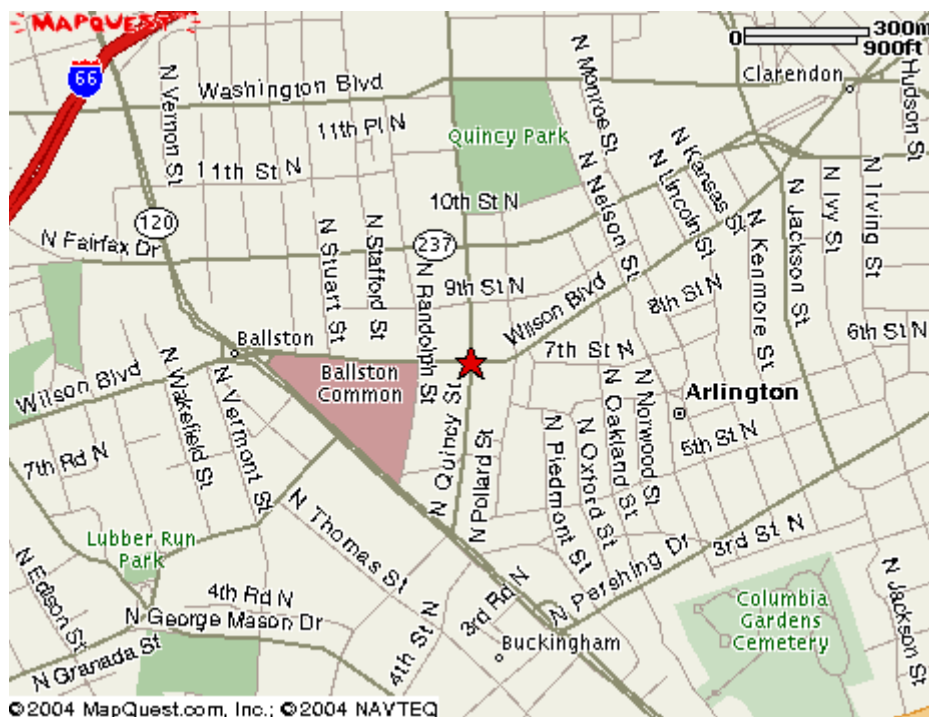 MAPQUEST
0 300m
900ft
66
Clarendon
N Hudson St
N Vernon St
Washington Blvd
N Monroe St
11th Pl N
Quincy Park
11th St N
N Kansas St
N Lincoln St
N Nelson St
10th St N
N Jackson St
N Ivy St
N Irving St
120
N Fairfax Dr
237
N Stuart St
N Stafford St
N Randolph St
N Kenmore St
9th St N
8th St N
Wilson Blvd
6th St N
Ballston
7th St N
Ballston
Common
Wilson Blvd
Arlington
N Wakefield St
N Vermont St
N Quincy St
N Pollard St
N Piedmont St
N Oxford St
N Oakland St
N Norwood St
5th St N
7th Rd N
N Thomas St
3rd St N
Lubber Run
Park
N Edison St
4th Rd N
3rd Rd N
N Pershing Dr
N George Mason Dr
Columbia
Gardens
Cemetery
N Jackson St
4th St N
Buckingham
N Granada St
©2004 MapQuest.com, Inc.; ©2004 NAVTEQ